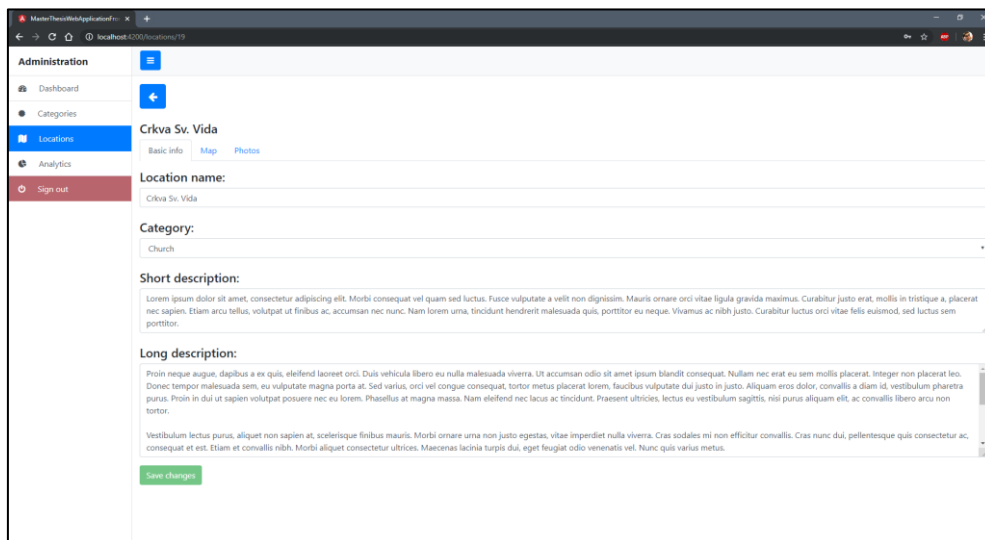 MasterThesisWebApplicationFro
localhost:4200/locations/19
Administration
Dashboard
Categories
Locations
Analytics
Sign out
Crkva Sv. Vida
Basic info Map Photos
Location name:
Crkva Sv. Vida
Category:
Church
Short description:
Lorem ipsum dolor sit amet, consectetur adipiscing elit. Morbi consequat vel quam sed luctus. Fusce vulputate a velit non dignissim. Mauris ornare orci vitae ligula gravida maximus. Curabitur justo erat, mollis in tristique a, placerat
nec sapien. Etiam arcu tellus, volutpat ut finibus ac, accumsan nec nunc. Nam lorem urna, tincidunt hendrerit malesuada quis, porttitor eu neque. Vivamus ac nibh justo. Curabitur luctus orci vitae felis euismod, sed luctus sem
porttitor.
Long description:
Proin neque augue, dapibus a ex quis, eleifend laoreet orci. Duis vehicula libero eu nulla malesuada viverra. Ut accumsan odio sit amet ipsum blandit consequat. Nullam nec erat eu sem mollis placerat. Integer non placerat leo.
Donec tempor malesuada sem, eu vulputate magna porta at. Sed varius, orci vel congue consequat, tortor metus placerat lorem, faucibus vulputate dui justo in justo. Aliquam eros dolor, convallis a diam id, vestibulum pharetra
purus. Proin in dui ut sapien volutpat posuere nec eu lorem. Phasellus at magna massa. Nam eleifend nec lacus ac tincidunt. Praesent ultricies, lectus eu vestibulum sagittis, nisi purus aliquam elit, ac convallis libero arcu non
tortor.
Vestibulum lectus purus, aliquet non sapien at, scelerisque finibus mauris. Morbi ornare urna non justo egestas, vitae imperdiet nulla viverra. Cras sodales mi non efficitur convallis. Cras nunc dui, pellentesque quis consectetur ac,
consequat et est. Etiam et convallis nibh. Morbi aliquet consectetur ultrices. Maecenas lacinia turpis dui, eget feugiat odio venenatis vel. Nunc quis varius metus.
Save changes